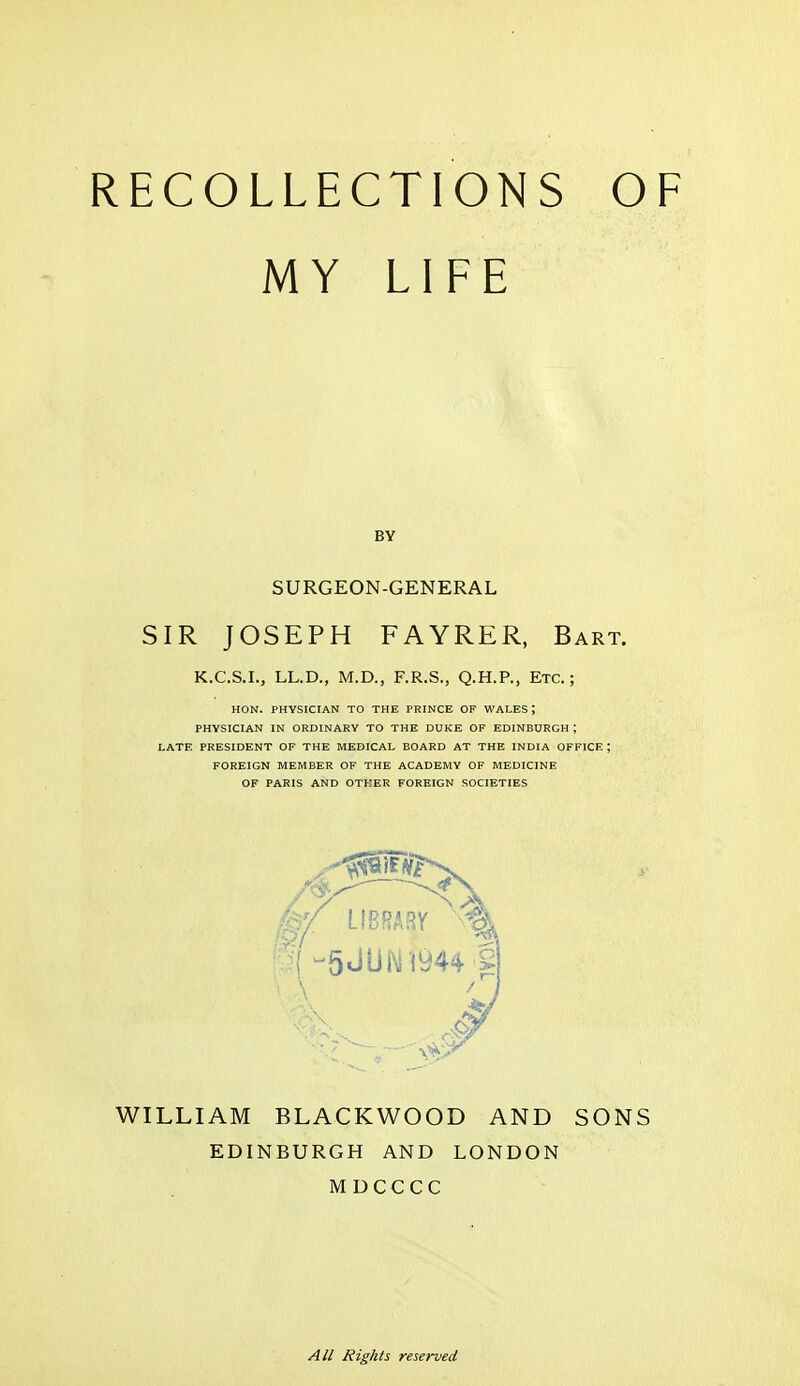 RECOLLECTIONS OF
MY LIFE
BY
SURGEON-GENERAL
SIR JOSEPH FAYRER, BART.
K.C.S.I., LL.D., M.D., F.R.S., Q.H.P., ETC.;
HON. PHYSICIAN TO THE PRINCE OF WALES;
PHYSICIAN IN ORDINARY TO THE DUKE OF EDINBURGH;
LATE PRESIDENT OF THE MEDICAL BOARD AT THE INDIA OFFICE;
FOREIGN MEMBER OF THE ACADEMY OF MEDICINE
OF PARIS AND OTHER FOREIGN SOCIETIES
LIBRARY
-5 JUN 1944
WILLIAM BLACKWOOD AND SONS
EDINBURGH AND LONDON
MDCCCC
All Rights reserved